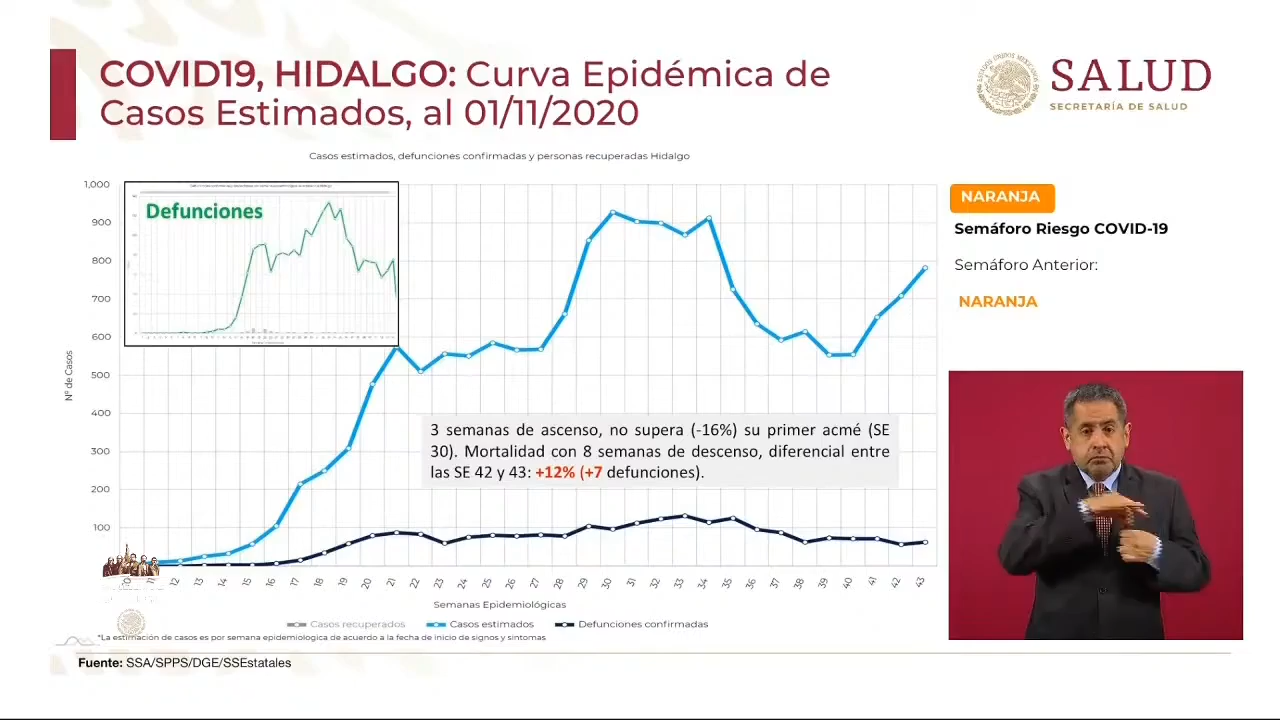 COVID19, HIDALGO: Curva Epidémica de
Casos Estimados, al 01/11/2020
SALUD
SECRETARÍA DE SALUD
Casos estimados, defunciones confirmadas y personas recuperadas Hidalgo
1,000
900
800
700
600
500
400
300
200
100
Nº de Casos
Defunciones
NARANJA
Semáforo Riesgo COVID-19
Semáforo Anterior:
NARANJA
3 semanas de ascenso, no supera (-16%) su primer acmé (SE
30). Mortalidad con 8 semanas de descenso, diferencial entre
las SE 42 y 43: +12% (+7 defunciones).
10 11 12 13 14 15 16 17 18 19 20 21 22 23 24 25 26 27 28 29 30 31 32 33 34 35 36 37 38 39 40 41 42 43
Semanas Epidemiológicas
Casos recuperados Casos estimados Defunciones confirmadas
*La estimación de casos es por semana epidemiologica de acuerdo a la fecha de inicio de signos y sintomas
Fuente: SSA/SPPS/DGE/SSEstatales